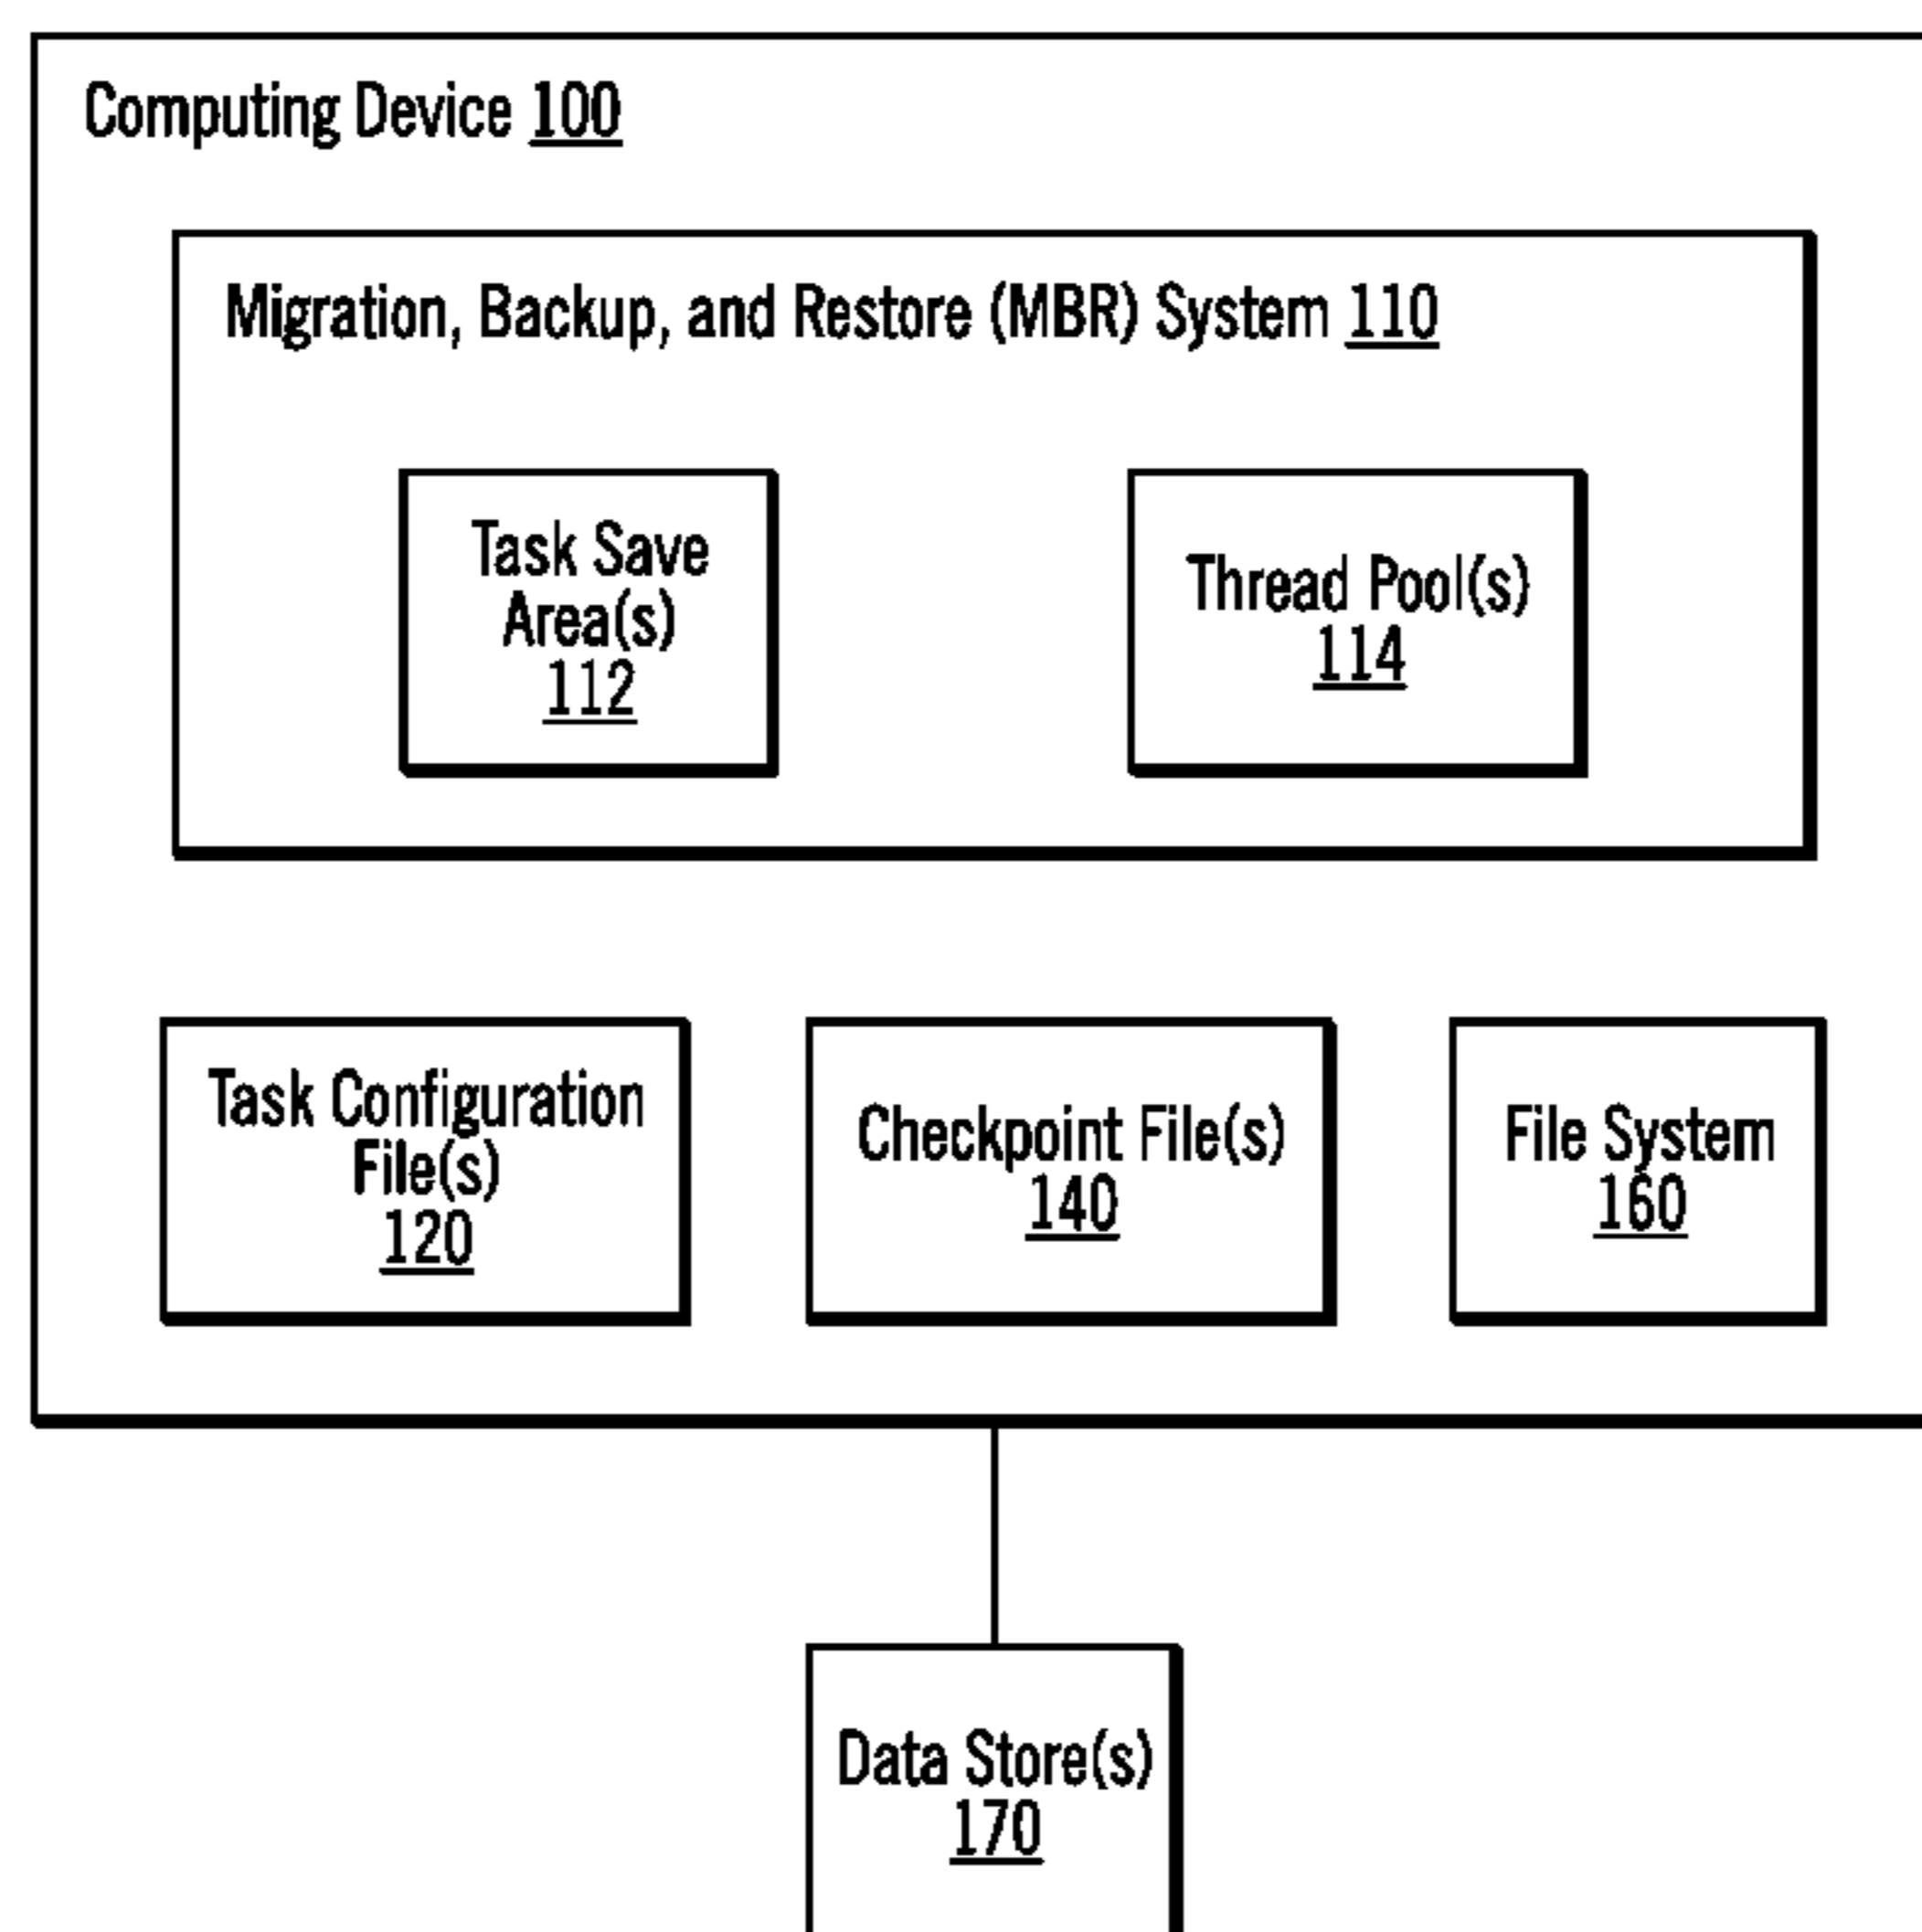 Computing Device 100
Migration, Backup, and Restore (MBR) System 110
Task Save
Area(s)
112
Thread Pool(s)
114
Task Configuration
File(s)
120
Checkpoint File(s)
140
File System
160
Data Store(s)
170